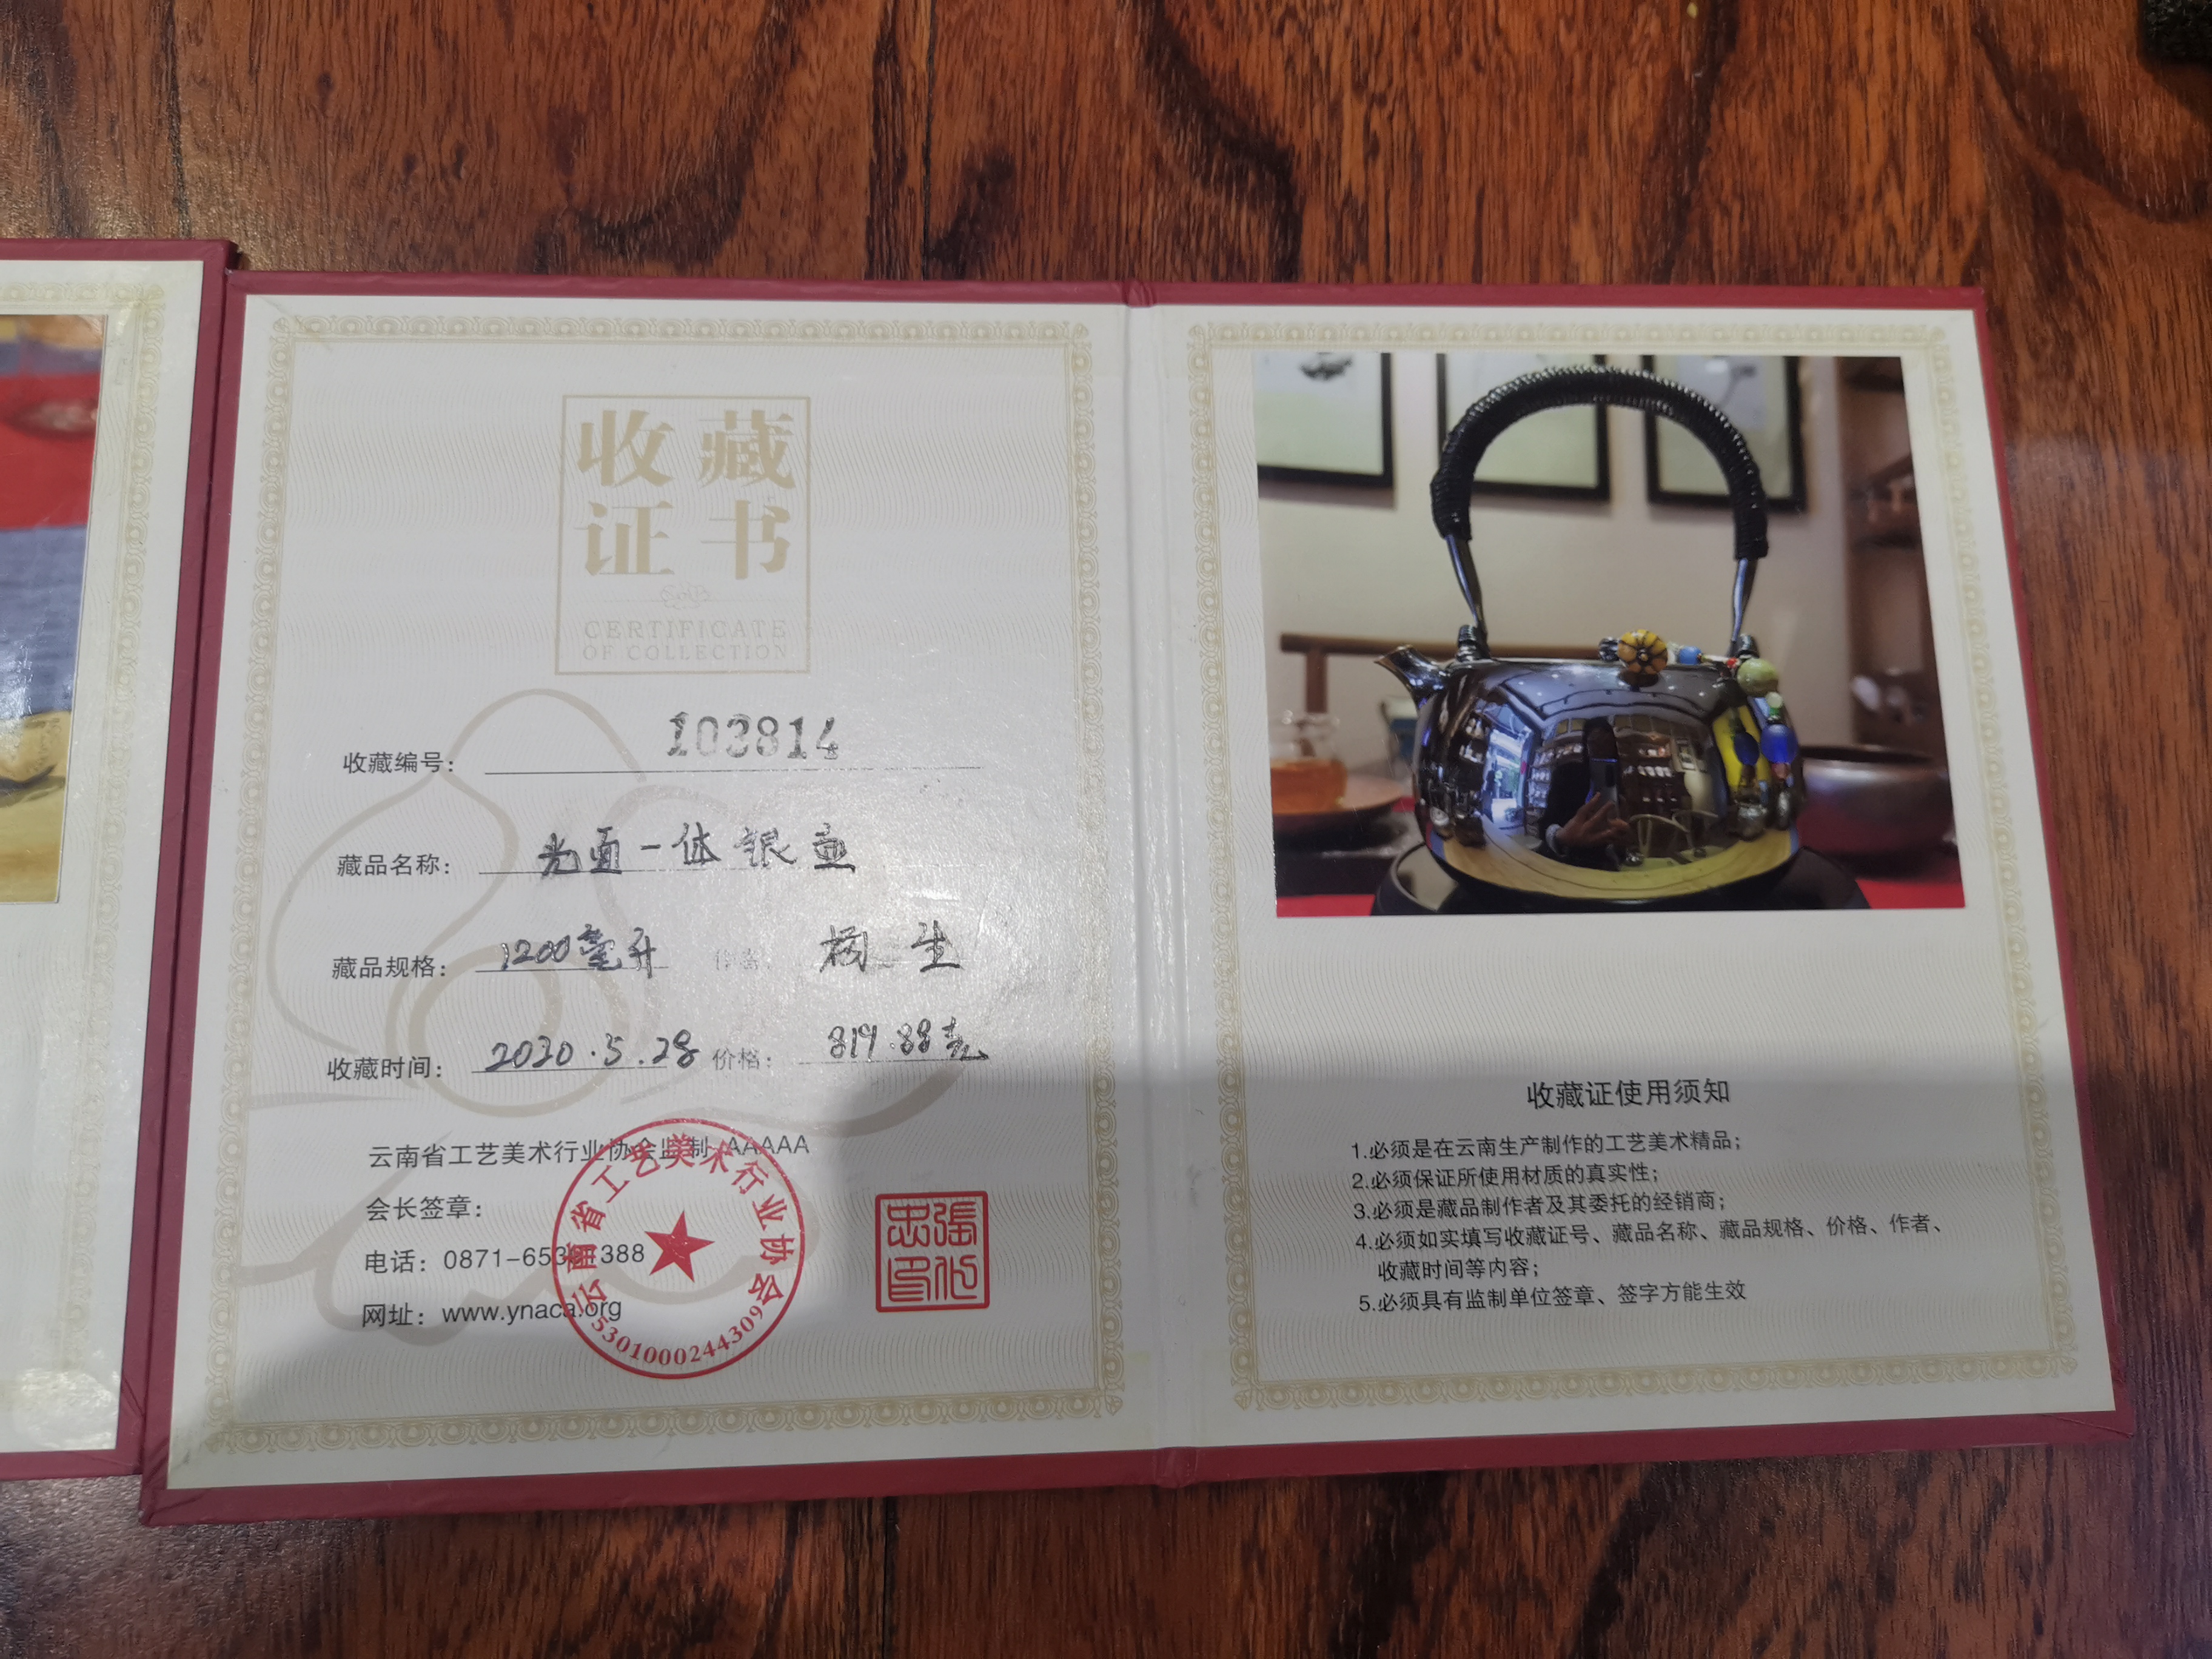 收藏
证书
CERTIFICATE
OF COLLECTION
收藏编号： 103814
藏品名称： 光面一体银壶
藏品规格： 1200毫升 作者： 生
收藏时间： 2020.5.28 价格： 819.88克
云南省工艺美术行业协会监制 AAAAA
会长签章：
电话：0871-65 1388
网址：www.ynaca.org
云南省工艺美术行业协会
5301000244309
收藏证使用须知
1.必须是在云南生产制作的工艺美术精品；
2.必须保证所使用材质的真实性；
3.必须是藏品制作者及其委托的经销商；
4.必须如实填写收藏证号、藏品名称、藏品规格、价格、作者、
收藏时间等内容；
5.必须具有监制单位签章、签字方能生效